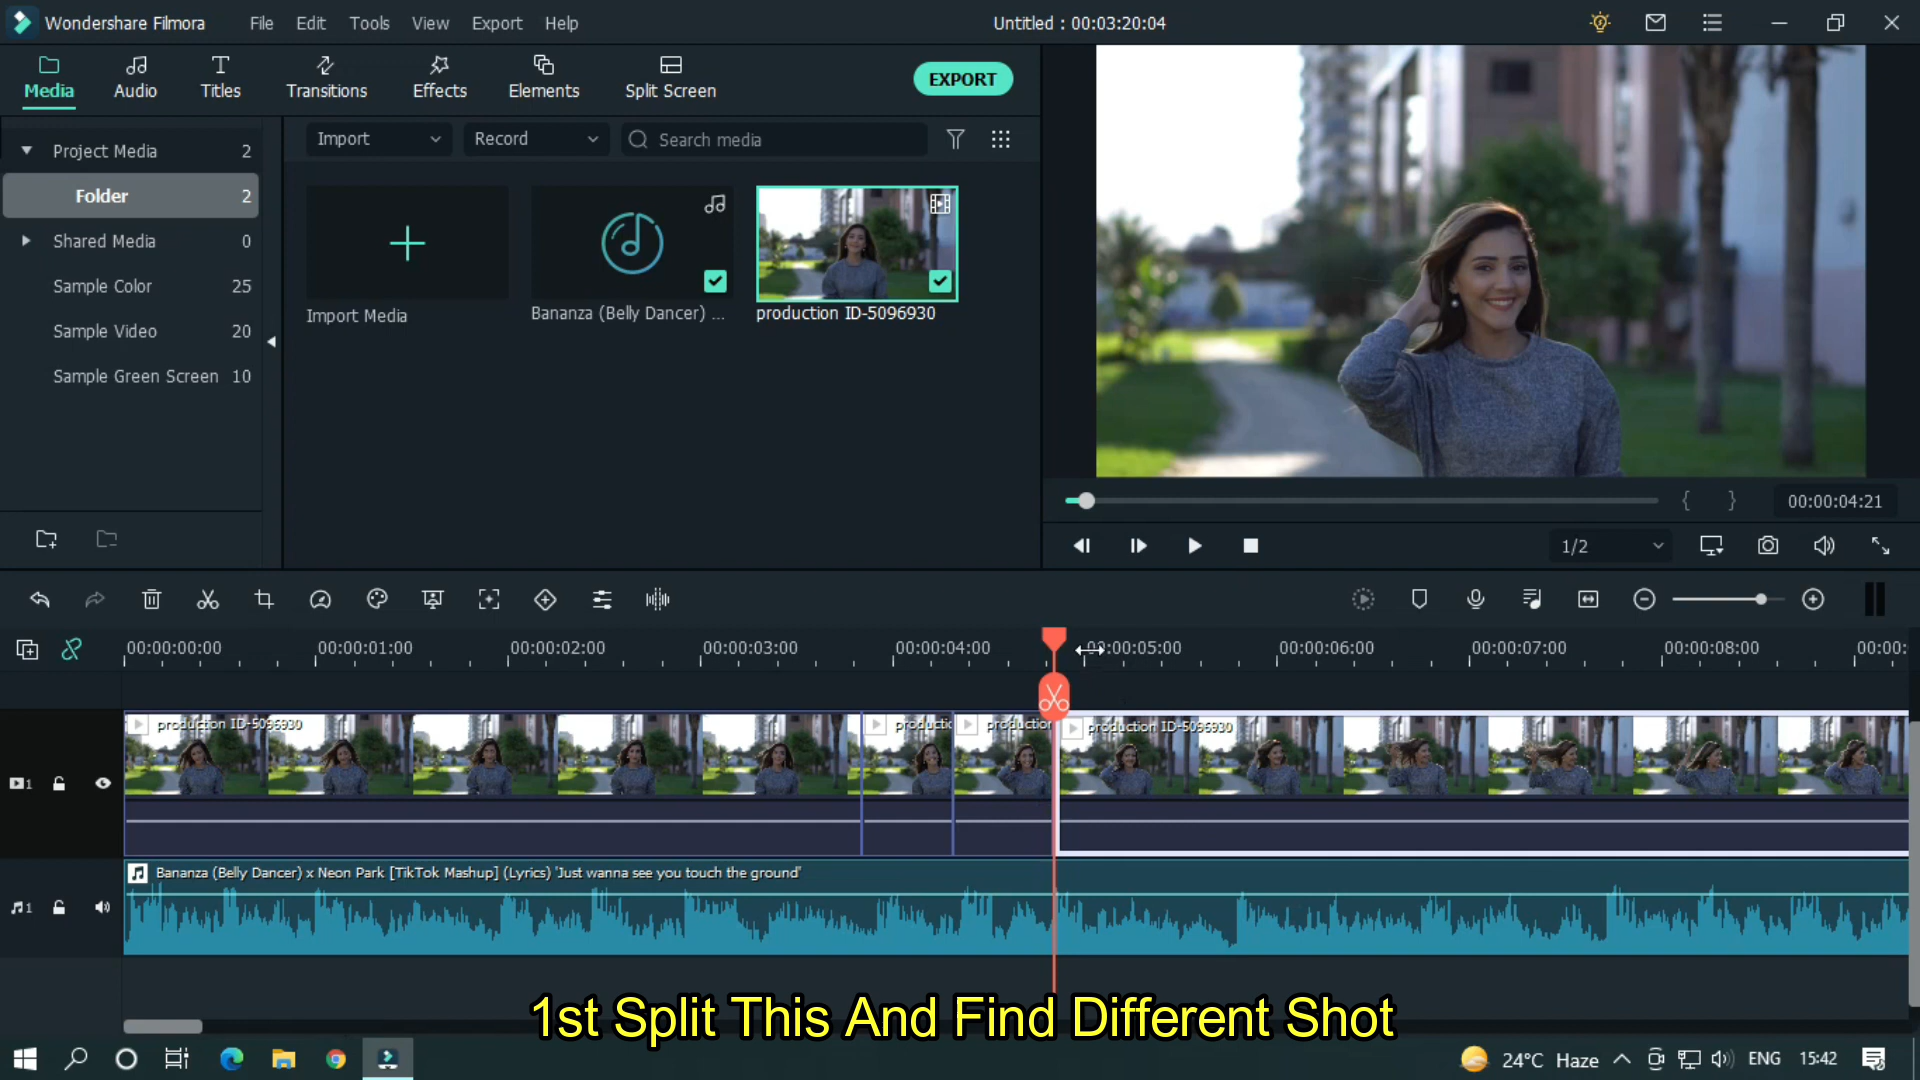 Wondershare Filmora
File
Edit
Tools
View
Export
Help
Untitled : 00:03:20:04
Media
Audio
Titles
Transitions
Effects
Elements
Split Screen
EXPORT
Project Media 2
Folder 2
Shared Media 0
Sample Color 25
Sample Video 20
Sample Green Screen 10
Import
Record
Search media
Import Media
Bananza (Belly Dancer) ...
production ID-5096930
00:00:04:21
1/2
00:00:00:00
00:00:01:00
00:00:02:00
00:00:03:00
00:00:04:00
00:00:05:00
00:00:06:00
00:00:07:00
00:00:08:00
00:00:
production ID-5096930
productic
production
production ID-5096930
1
Bananza (Belly Dancer) x Neon Park [TikTok Mashup] (Lyrics) 'Just wanna see you touch the ground'
1
1st Split This And Find Different Shot
24°C Haze
ENG
15:42